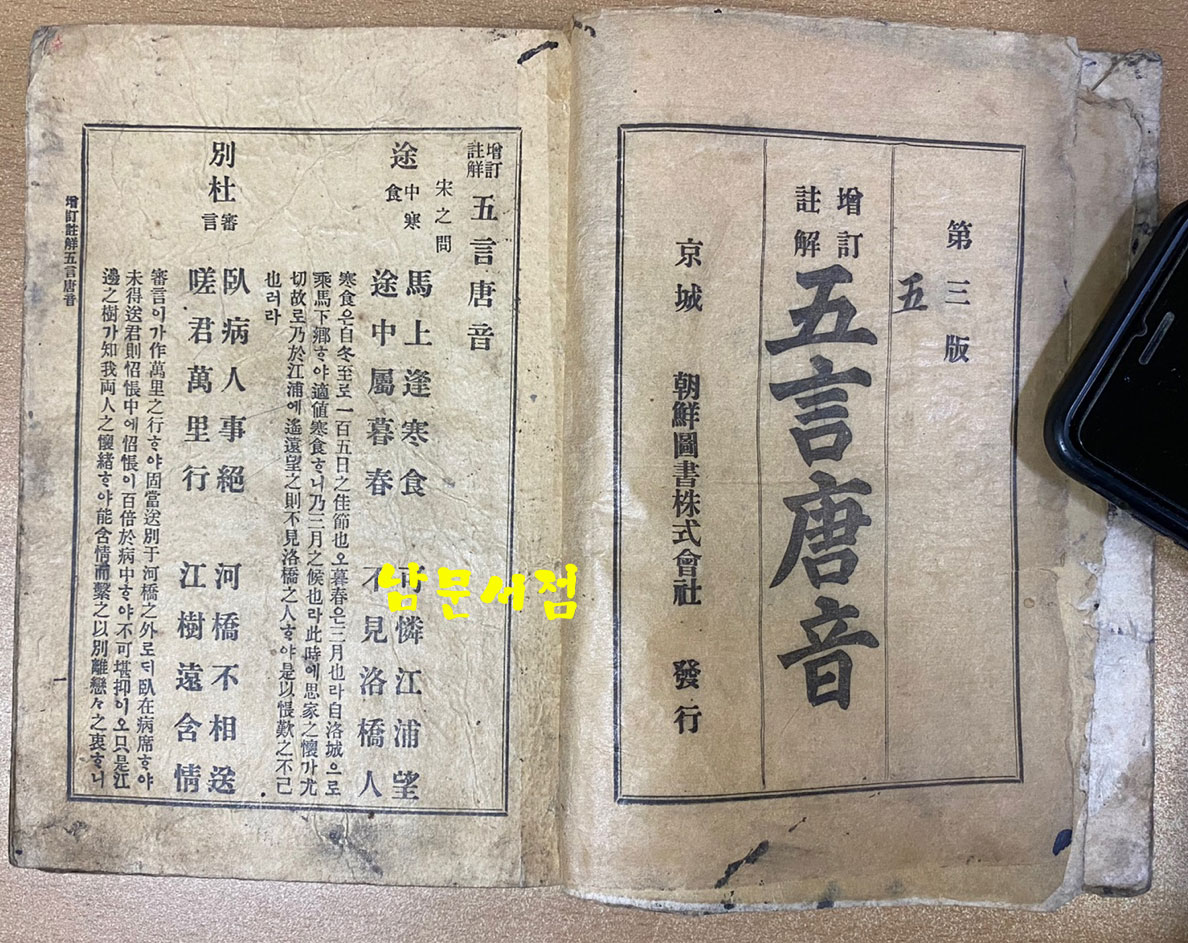 第三版
五
增訂
註解
五言唐音
京城 朝鮮圖書株式會社 發行
增訂
註解
五言唐音
宋之問
途中寒食
馬上逢寒食 可憐江浦望
途中屬暮春 不見洛橋人
寒食은自冬至로一百五日之佳節也오暮春은三月也라自洛城으로
乘馬下鄕ᄒᆞ야適値寒食ᄒᆞ니乃三月之候也라此時에思家之懷가尤
切故로乃於江浦에遙遠望之則不見洛橋之人ᄒᆞ야是以悵歎之不已
也러라
別杜審言
臥病人事絕 河橋不相送
嗟君萬里行 江樹遠含情
審言이가作萬里之行ᄒᆞ야固當送別于河橋之外로ᄃᆡ臥在病席ᄒᆞ야
未得送君則怊悵中에怊悵이百倍於病中ᄒᆞ야不可堪抑이오只是江
邊之樹가知我兩人之懷緖ᄒᆞ야能含情而繫之以別離戀々之衷ᄒᆞ니
增訂註解五言唐音
남문서점